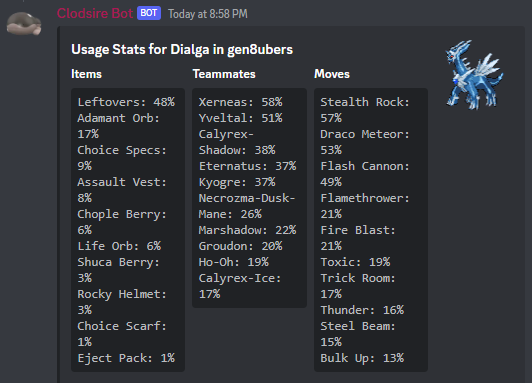 Clodsire Bot BOT Today at 8:58 PM
Usage Stats for Dialga in gen8ubers
Items
Leftovers: 48%
Adamant Orb:
17%
Choice Specs:
9%
Assault Vest:
8%
Chople Berry:
6%
Life Orb: 6%
Shuca Berry:
3%
Rocky Helmet:
3%
Choice Scarf:
1%
Eject Pack: 1%
Teammates
Xerneas: 58%
Yveltal: 51%
Calyrex-
Shadow: 38%
Eternatus: 37%
Kyogre: 37%
Necrozma-Dusk-
Mane: 26%
Marshadow: 22%
Groudon: 20%
Ho-Oh: 19%
Calyrex-Ice:
17%
Moves
Stealth Rock:
57%
Draco Meteor:
53%
Flash Cannon:
49%
Flamethrower:
21%
Fire Blast:
21%
Toxic: 19%
Trick Room:
17%
Thunder: 16%
Steel Beam:
15%
Bulk Up: 13%